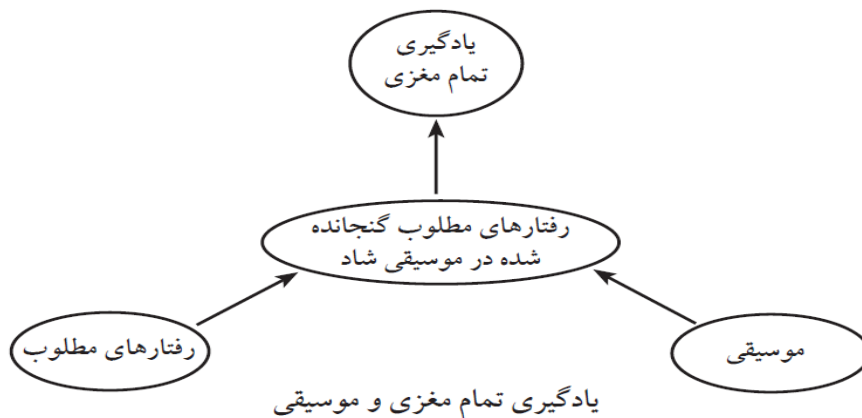 یادگیری
تمام مغزی
رفتارهای مطلوب گنجانده
شده در موسیقی شاد
موسیقی
رفتارهای مطلوب
یادگیری تمام مغزی و موسیقی